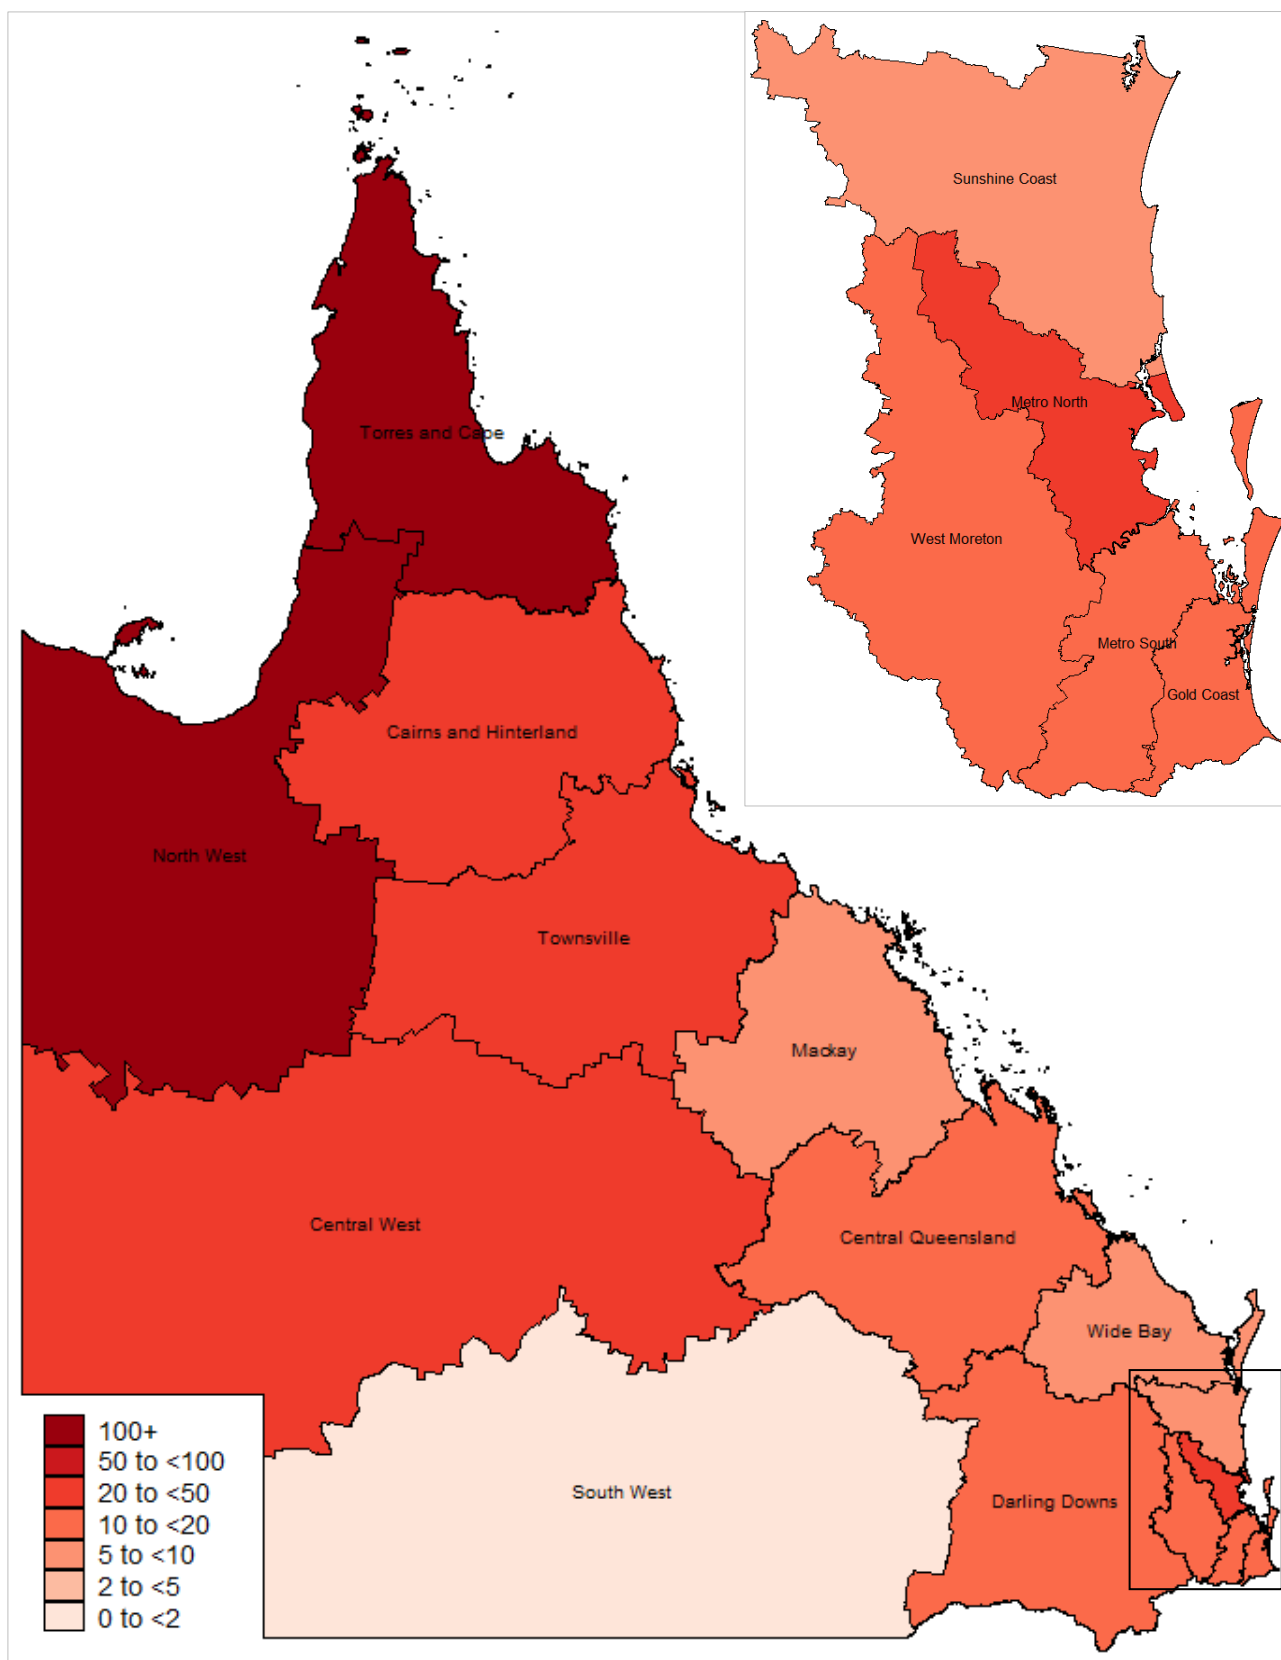 Sunshine Coast
Metro North
West Moreton
Metro South
Gold Coast
Torres and Cape
Cairns and Hinterland
North West
Townsville
Mackay
Central West
Central Queensland
Wide Bay
South West
Darling Downs
100+
50 to <100
20 to <50
10 to <20
5 to <10
2 to <5
0 to <2